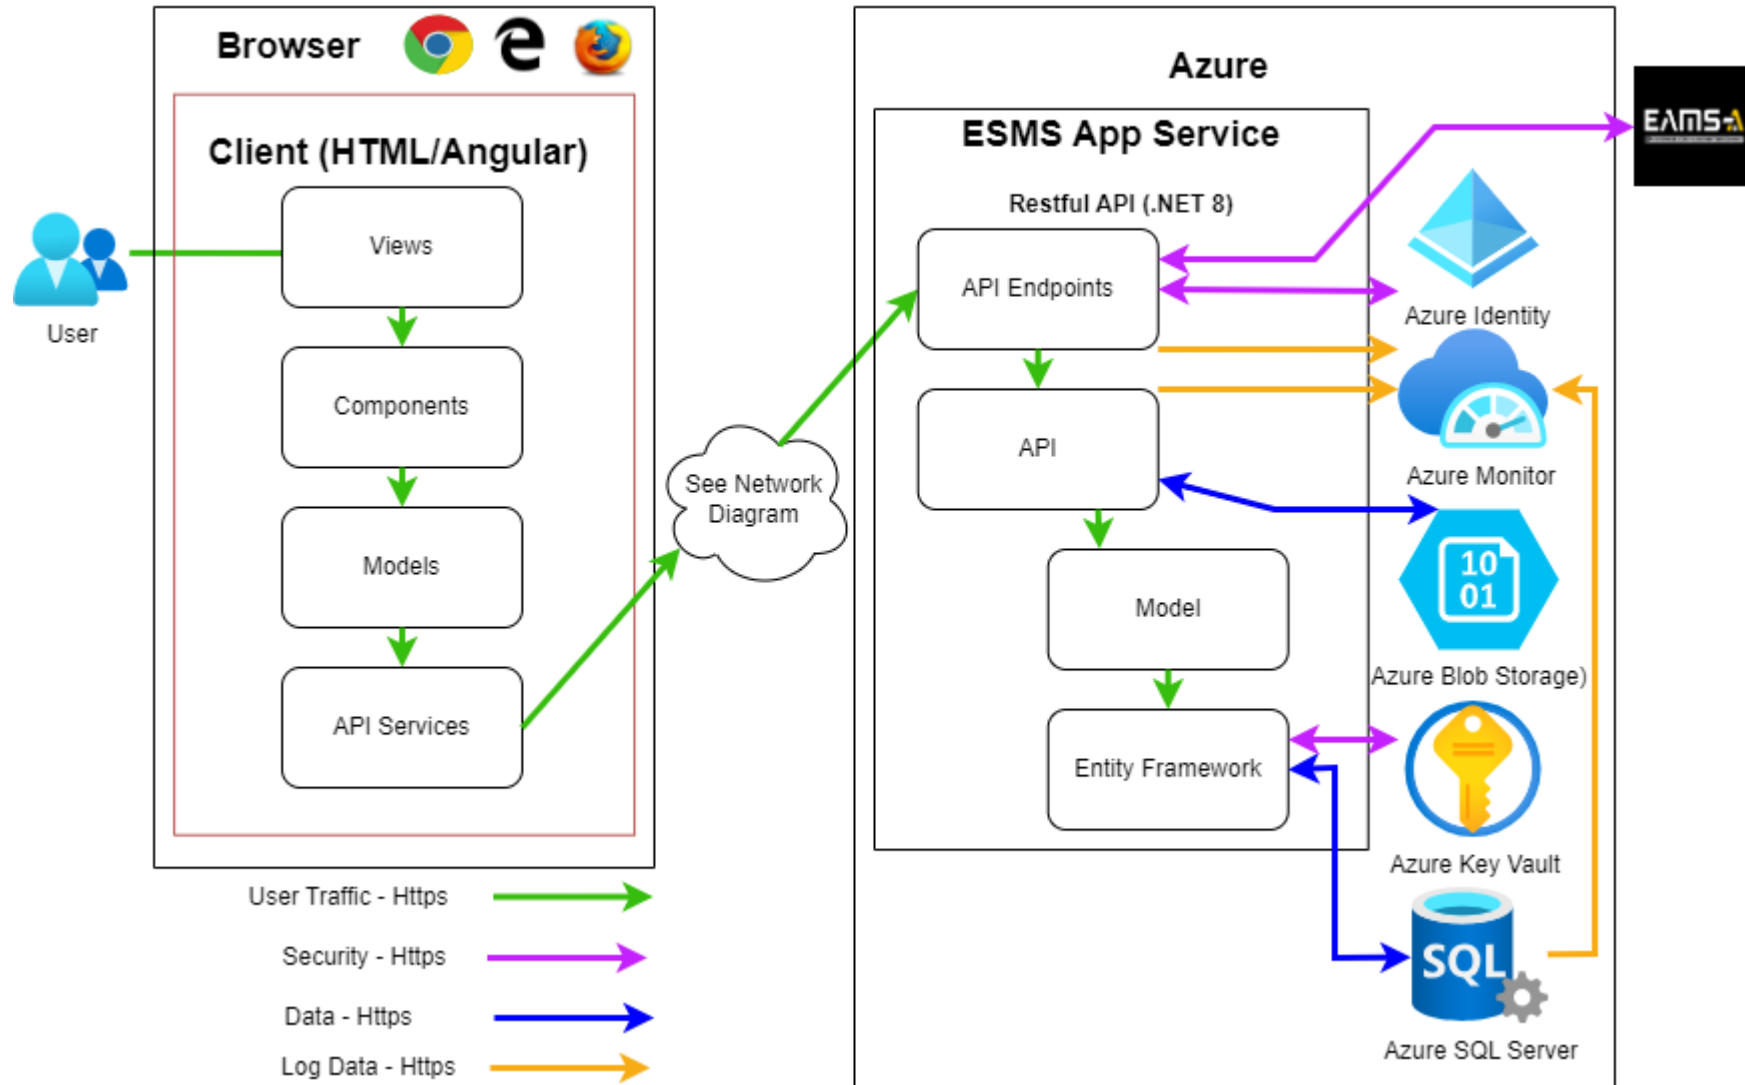 Browser
Client (HTML/Angular)
Views
Components
Models
API Services
User
See Network
Diagram
Azure
ESMS App Service
Restful API (.NET 8)
API Endpoints
API
Model
Entity Framework
EAMS-A
Azure Identity
Azure Monitor
10
01
Azure Blob Storage)
Azure Key Vault
SQL
Azure SQL Server
User Traffic - Https
Security - Https
Data - Https
Log Data - Https